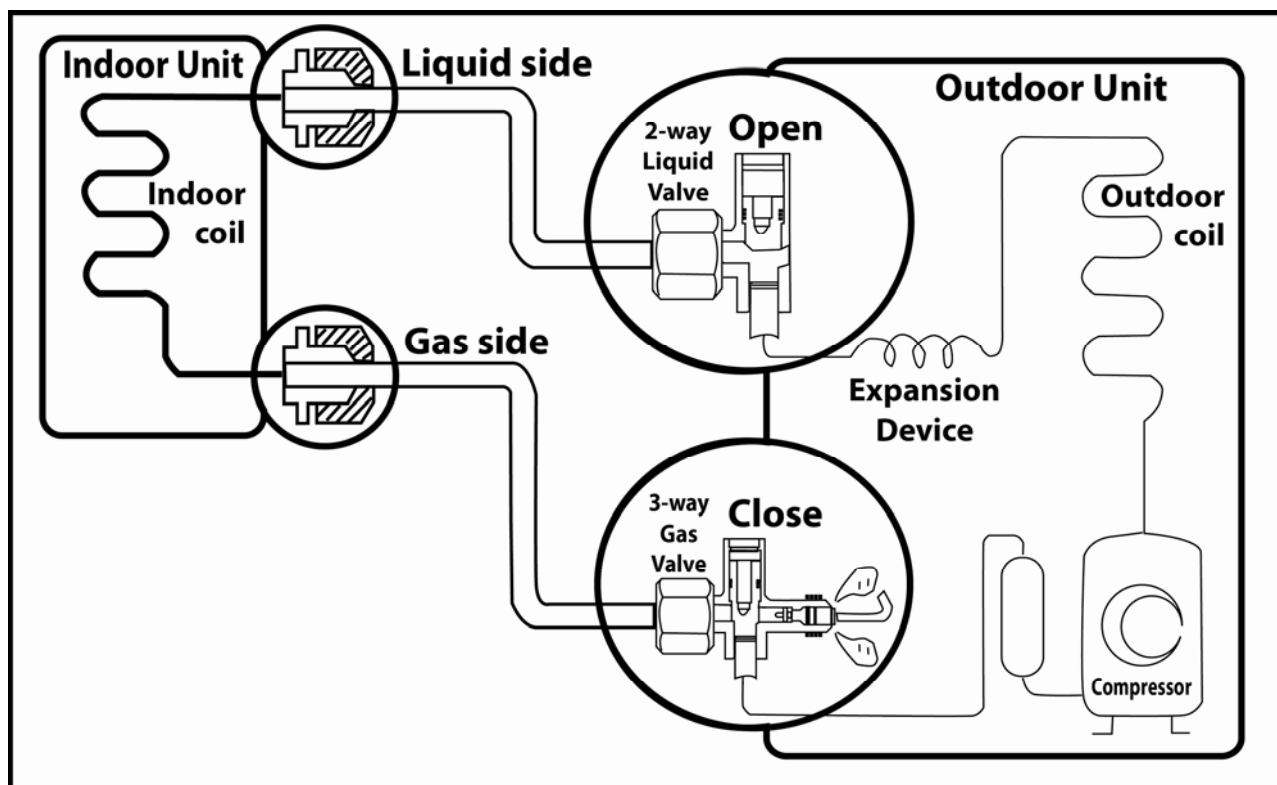 Indoor Unit
Liquid side
Outdoor Unit
2-way
Liquid
Valve
Open
Indoor
coil
Outdoor
coil
Gas side
Expansion
Device
3-way
Gas
Valve
Close
Compressor